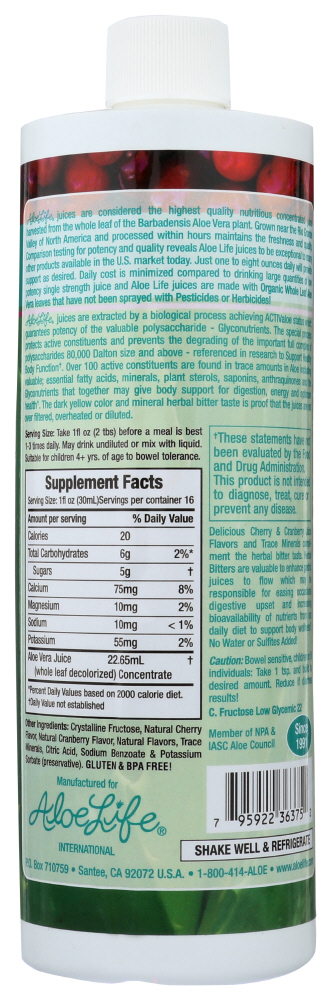 AloeLife® juices are considered the highest quality nutritious concentrated
harvested from the whole leaf of the Barbadensis Aloe Vera plant. Grown near the Rio
Valley of North America and processed within hours maintains the freshness and
Comparison testing for potency and quality reveals Aloe Life juices to be exceptional
other products available in the U.S. market today. Just one to eight ounces daily will
support as desired. Daily cost is minimized compared to drinking large quantities
potency single strength juice and Aloe Life juices are made with Organic Whole Leaf Aloe
Vera leaves that have not been sprayed with Pesticides or Herbicides!
AloeLife® juices are extracted by a biological process achieving ACTIValoe
guarantees potency of the valuable polysaccharide - Glyconutrients. The special
protects active constituents and prevents the degrading of the important full
polysaccharides 80,000 Dalton size and above - referenced in research to Support
Body Function†. Over 100 active constituents are found in trace amounts in Aloe
valuable; essential fatty acids, minerals, plant sterols, saponins, anthraquinone
Glyconutrients that together may give body support for digestion, energy and
health†. The dark yellow color and mineral herbal bitter taste is proof that the juices
over filtered, overheated or diluted.
Serving Size: Take 1fl oz (2 tbs) before a meal is best
1-3 times daily. May drink undiluted or mix with liquid.
Suitable for children 4+ yrs. of age to bowel tolerance.
Supplement Facts
Serving Size: 1fl oz (30mL)Servings per container 16
Amount per serving % Daily Value
Calories 20
Total Carbohydrates 6g 2%*
Sugars 5g †
Calcium 75mg 8%
Magnesium 10mg 2%
Sodium 10mg < 1%
Potassium 55mg 2%
Aloe Vera Juice 22.65mL †
(whole leaf decolorized) Concentrate
*Percent Daily Values based on 2000 calorie diet.
†Daily Value not established
Other Ingredients: Crystalline Fructose, Natural Cherry
Flavor, Natural Cranberry Flavor, Natural Flavors, Trace
Minerals, Citric Acid, Sodium Benzoate & Potassium
Sorbate (preservative). GLUTEN & BPA FREE!
Manufactured for
AloeLife®
INTERNATIONAL
†These statements have
been evaluated by the
and Drug Administration.
This product is not intended
to diagnose, treat, cure or
prevent any disease.
Delicious Cherry & Cranberry
Flavors and Trace Minerals
ment the herbal bitter taste.
Bitters are valuable to enhance
juices to flow which may
responsible for easing
digestive upset and
bioavailability of nutrients from
daily diet to support body
No Water or Sulfites Added!
Caution: Bowel sensitive,
individuals: Take 1 tsp. and
desired amount. Reduce if
results!
C. Fructose Low Glycemic 22
Member of NPA &
IASC Aloe Council
Since
1991
7 95922 36375
SHAKE WELL & REFRIGERATE
P.O. Box 710759 • Santee, CA 92072 U.S.A. • 1-800-414-ALOE • www.aloelife.